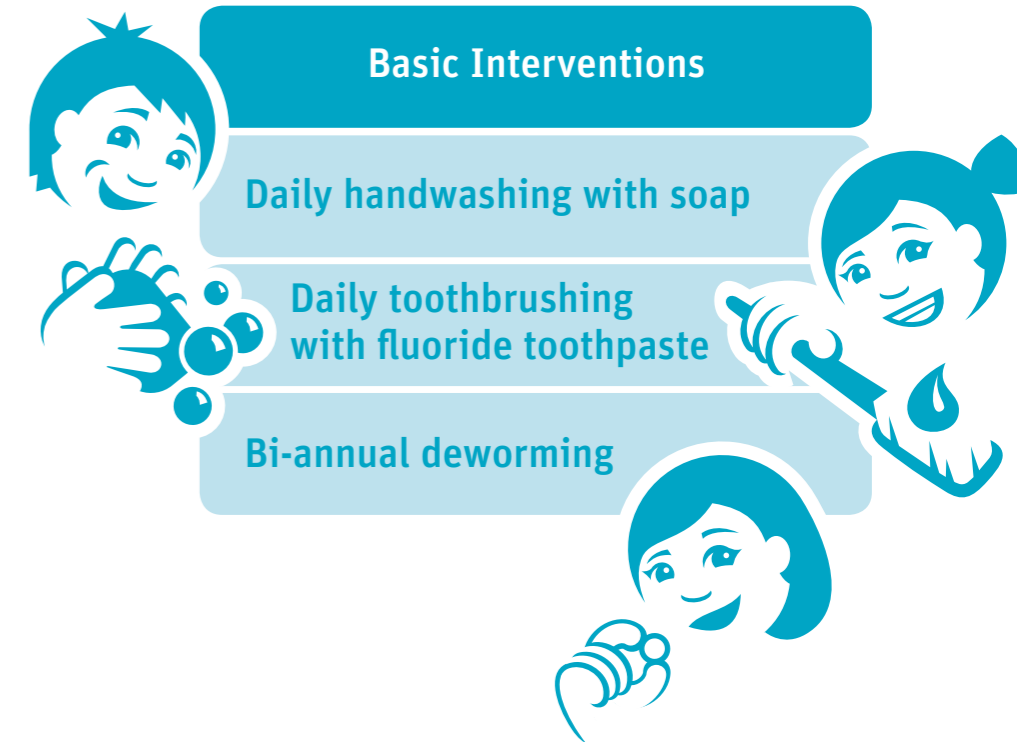 Basic Interventions
Daily handwashing with soap
Daily toothbrushing
with fluoride toothpaste
Bi-annual deworming